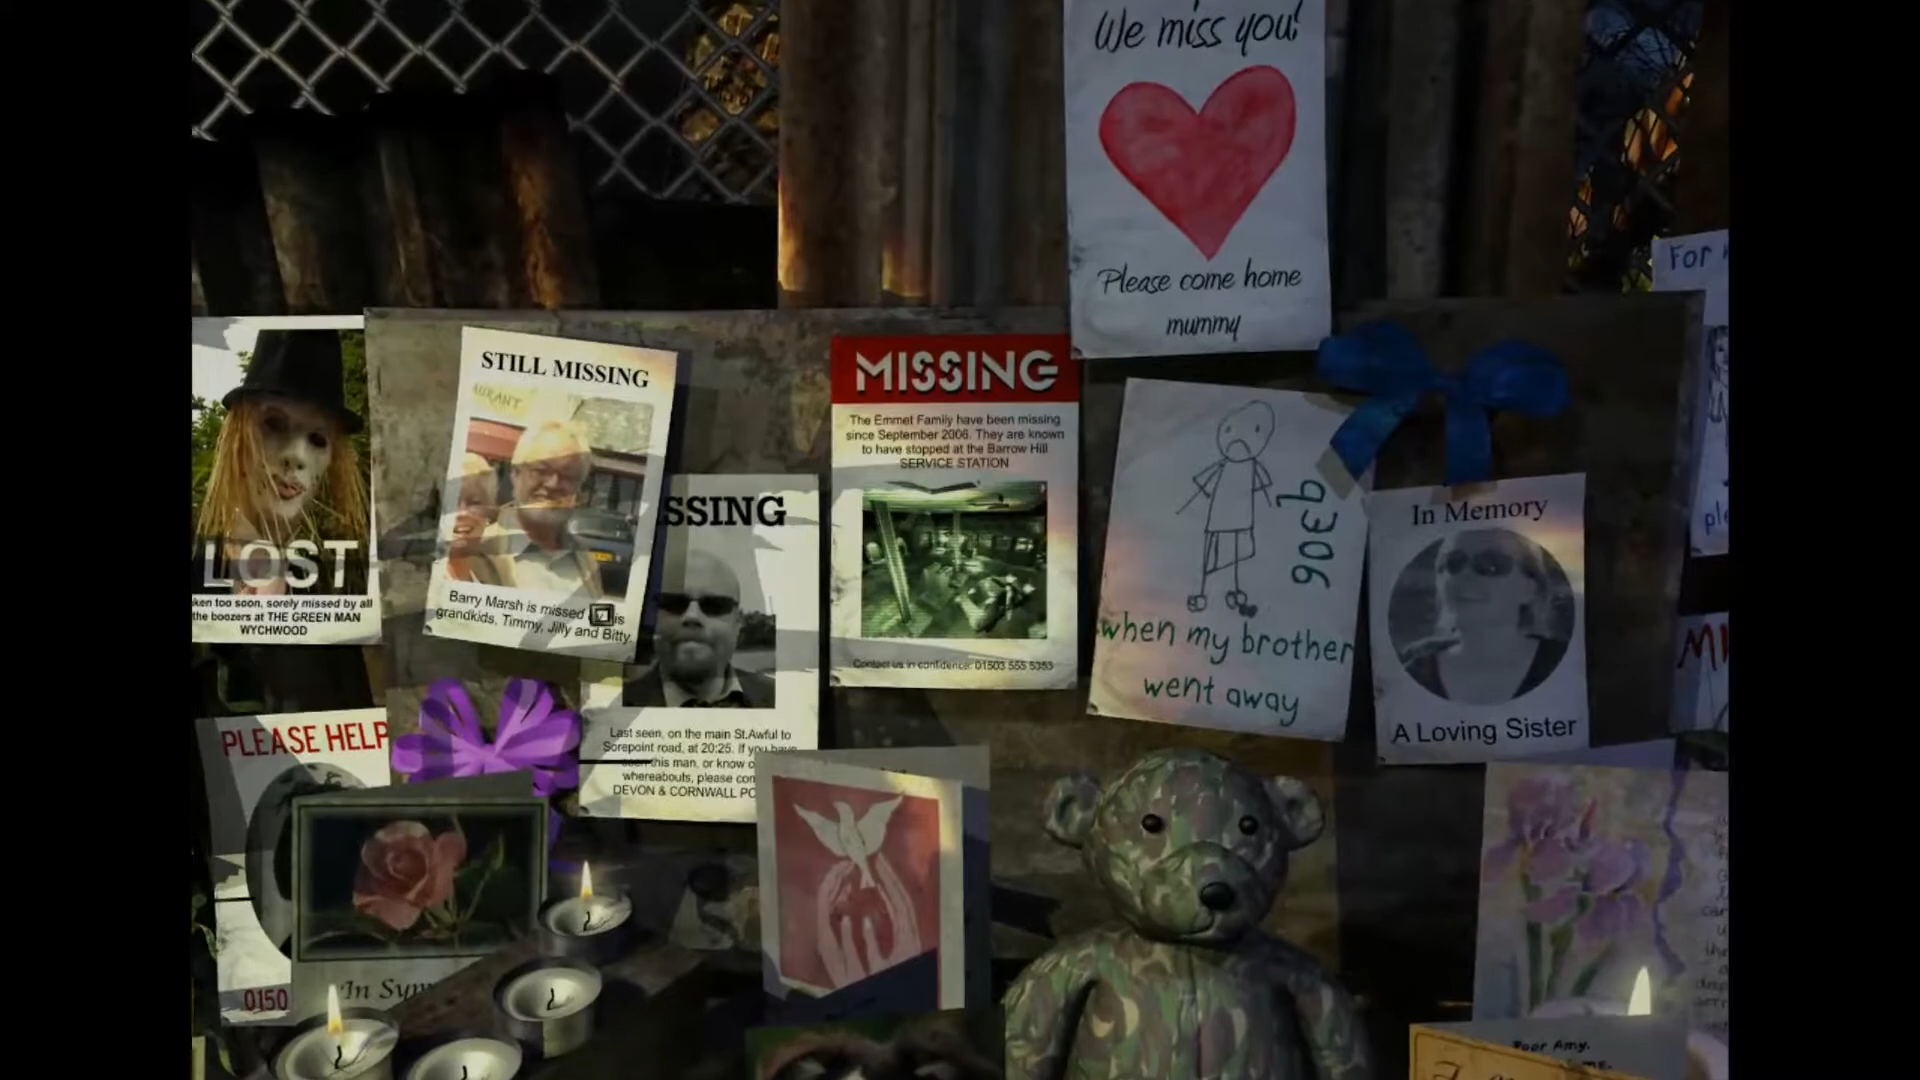 We miss you!
Please come home
mummy
For
STILL MISSING
Barry Marsh is missed
grandkids, Timmy, Jilly and Bitty.
LOST
ken too soon, sorely missed by all
the boozers at THE GREEN MAN
WYCHWOOD
SSING
Last seen, on the main St.Awful to
Sorepoint road, at 20:25. If you have
seen this man, or know o
whereabouts, please con
DEVON & CORNWALL PO
MISSING
The Emmet Family have been missing
since September 2006. They are known
to have stopped at the Barrow Hill
SERVICE STATION
Contact us in confidence: 01503 555 5353
when my brother
went away
In Memory
A Loving Sister
ple
MI
PLEASE HELP
0150
In Sym
Poor Amy.